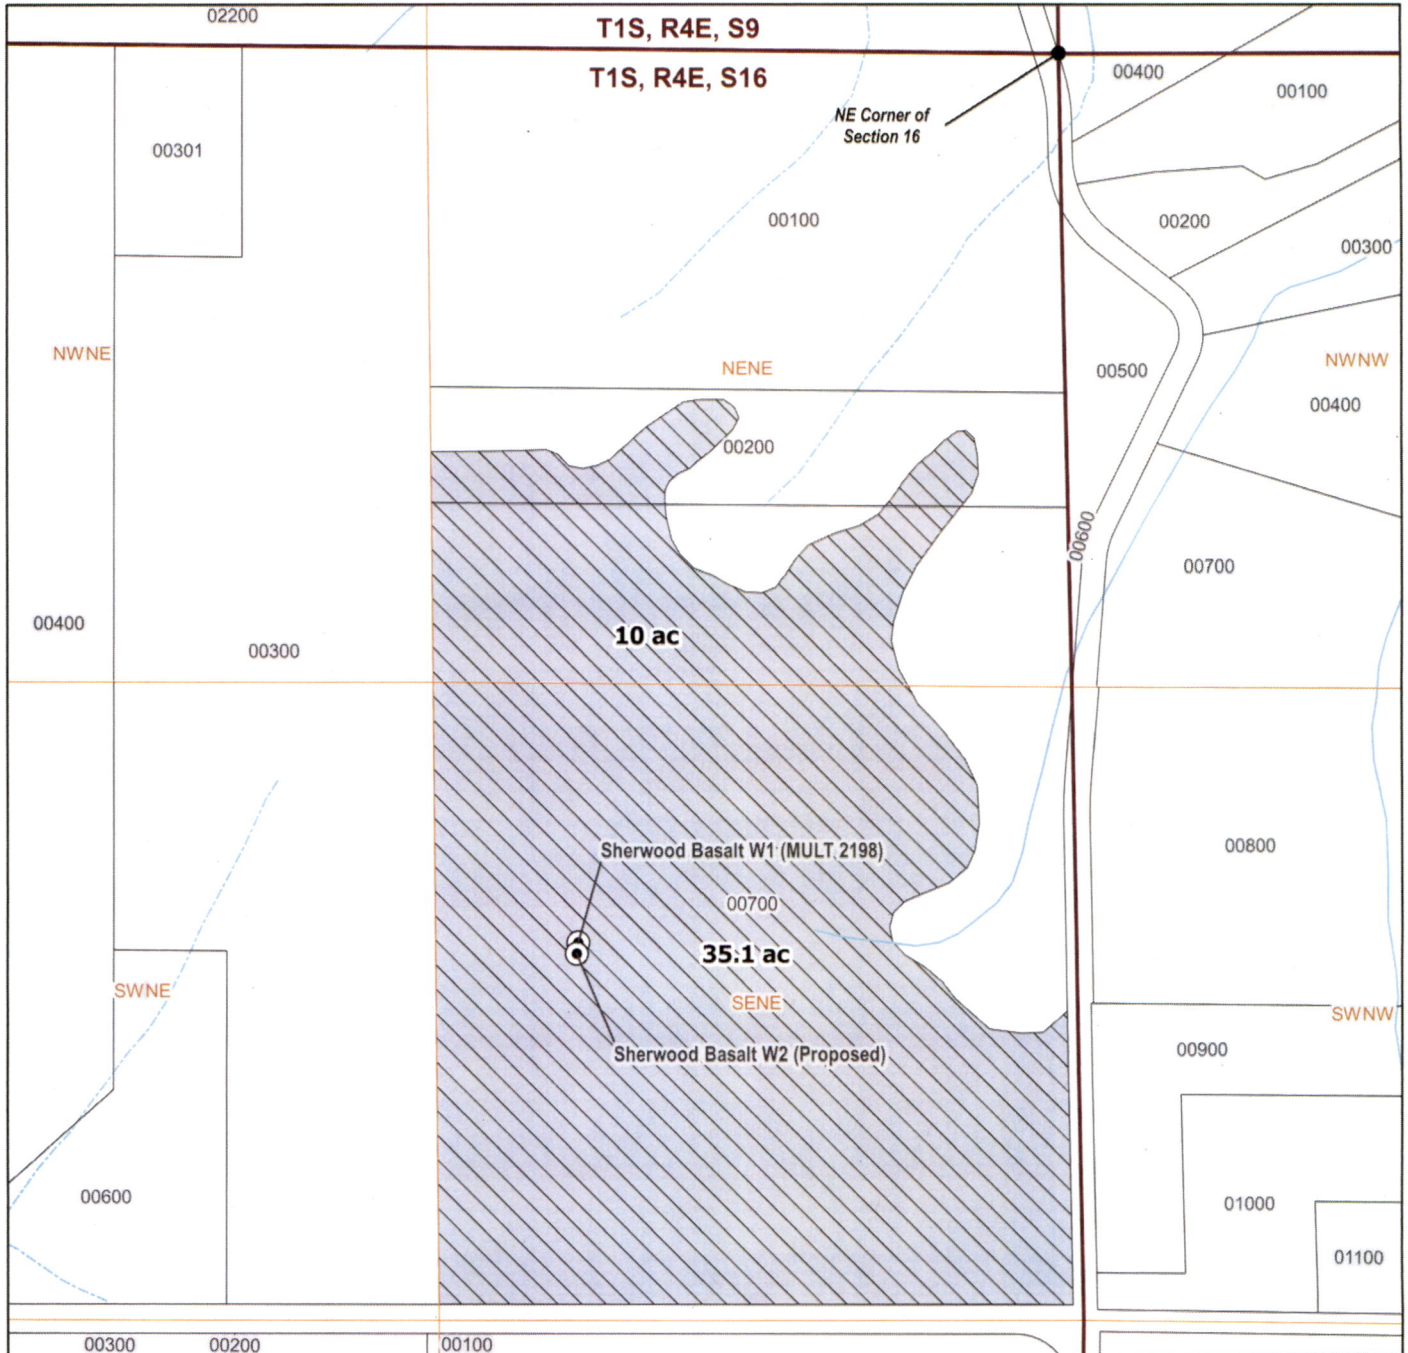 02200
T1S, R4E, S9
T1S, R4E, S16
00400
00100
NE Corner of
Section 16
00301
00100
00200
00300
NWNE
NENE
00500
NWNW
00400
00200
00600
00700
10 ac
00400
00300
Sherwood Basalt W1 (MULT 2198)
00800
00700
35.1 ac
SWNE
SENE
SWNW
Sherwood Basalt W2 (Proposed)
00900
00600
01000
01100
00300
00200
00100